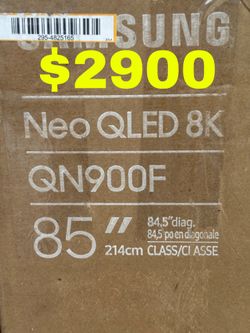 295-4825165
SAMSUNG
$2900
Neo QLED 8K
QN900F
85″
84,5″diag.
84,5 po en diagonale
214cm CLASS/CLASSE